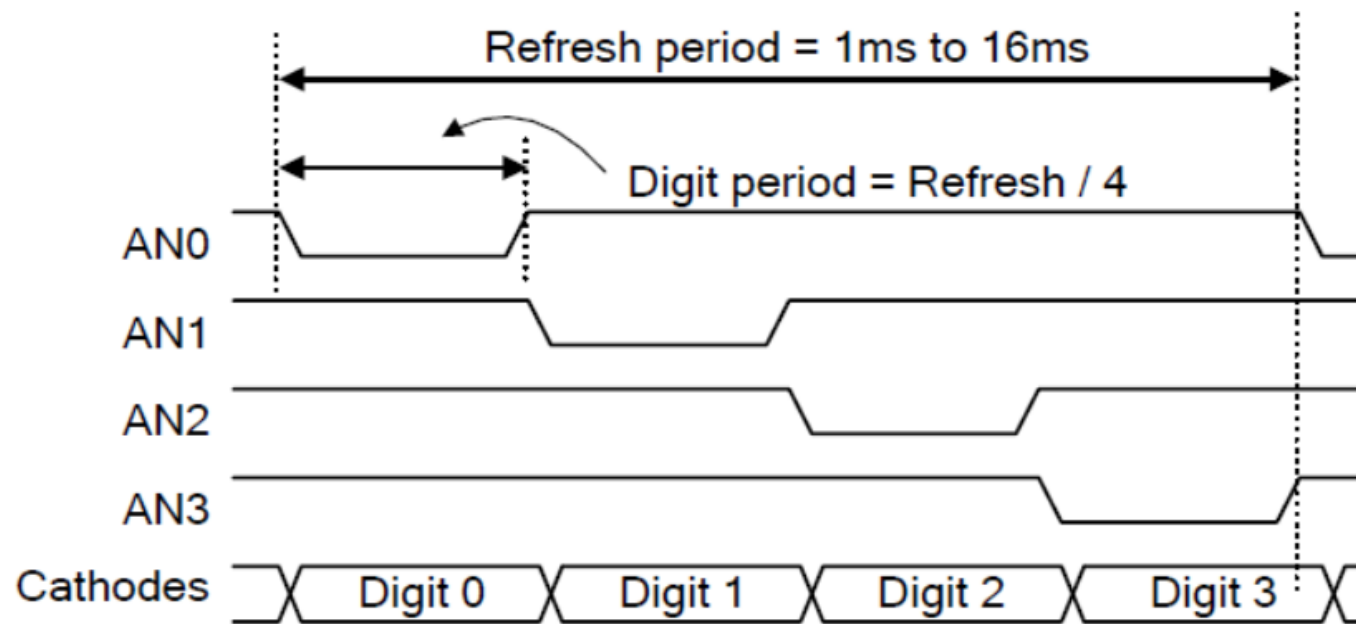 Refresh period = 1ms to 16ms
Digit period = Refresh / 4
AN0
AN1
AN2
AN3
Cathodes Digit 0 Digit 1 Digit 2 Digit 3